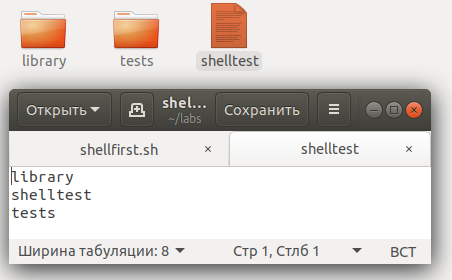 library
tests
shelltest
Открыть
shel...
~/labs
Сохранить
shellfirst.sh
shelltest
library
shelltest
tests
Ширина табуляции: 8
Стр 1, Стлб 1
ВСТ